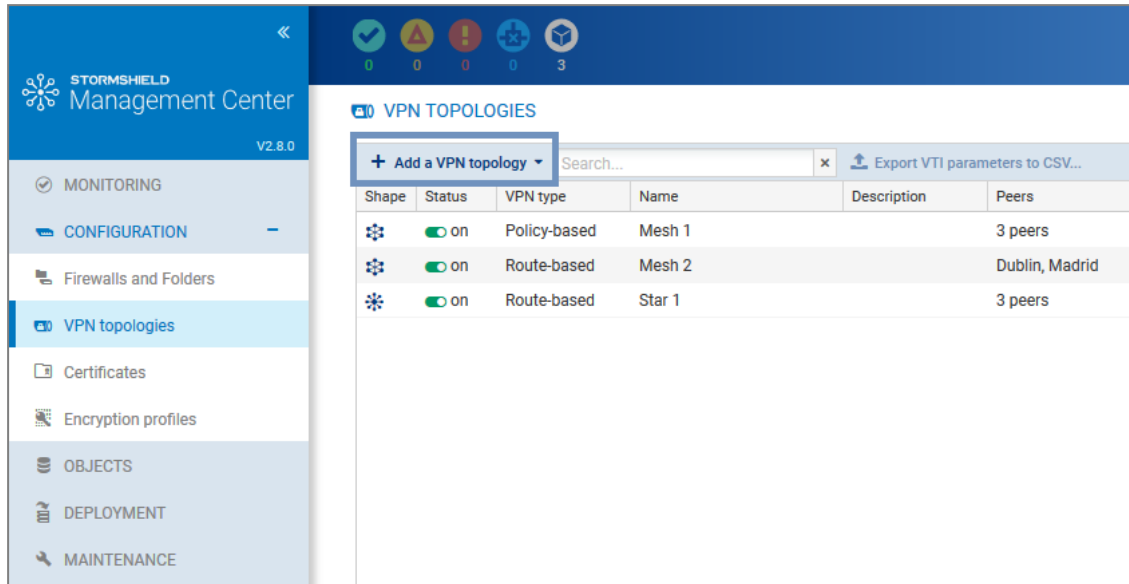 «
STORMSHIELD
Management Center
V2.8.0
MONITORING
CONFIGURATION
Firewalls and Folders
VPN topologies
Certificates
Encryption profiles
OBJECTS
DEPLOYMENT
MAINTENANCE
0 0 0 0 3
VPN TOPOLOGIES
+ Add a VPN topology Search... × Export VTI parameters to CSV...
Shape Status VPN type Name Description Peers
on Policy-based Mesh 1 3 peers
on Route-based Mesh 2 Dublin, Madrid
on Route-based Star 1 3 peers